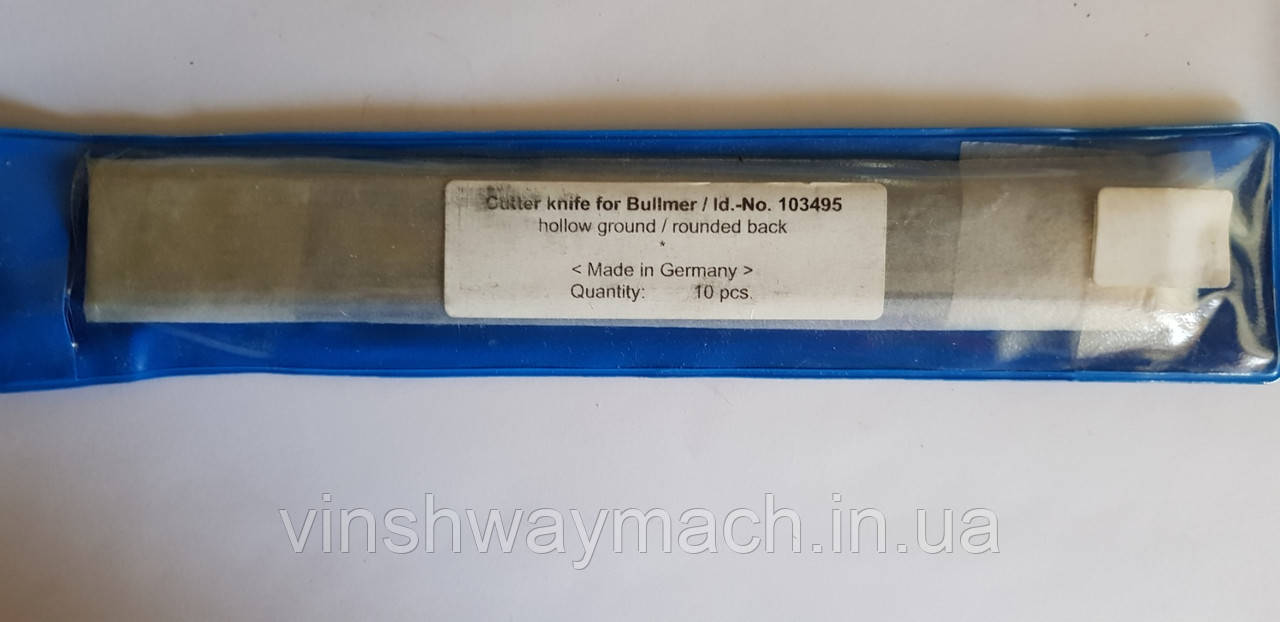 Cutter knife for Bullmer / Id.-No. 103495
hollow ground / rounded back
*
< Made in Germany >
Quantity: 10 pcs.
vinshwaymach.in.ua